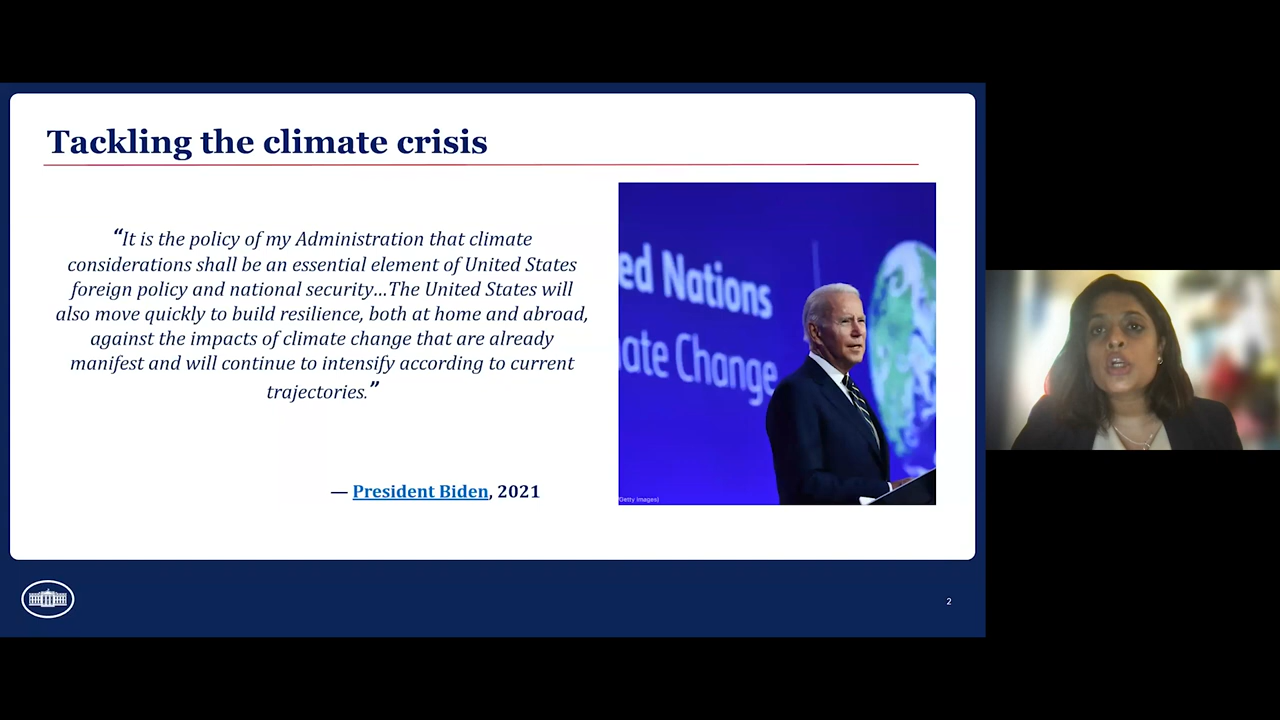 Tackling the climate crisis
“It is the policy of my Administration that climate
considerations shall be an essential element of United States
foreign policy and national security…The United States will
also move quickly to build resilience, both at home and abroad,
against the impacts of climate change that are already
manifest and will continue to intensify according to current
trajectories.”
— President Biden, 2021
ed Nations
ate Change
(Getty Images)
2